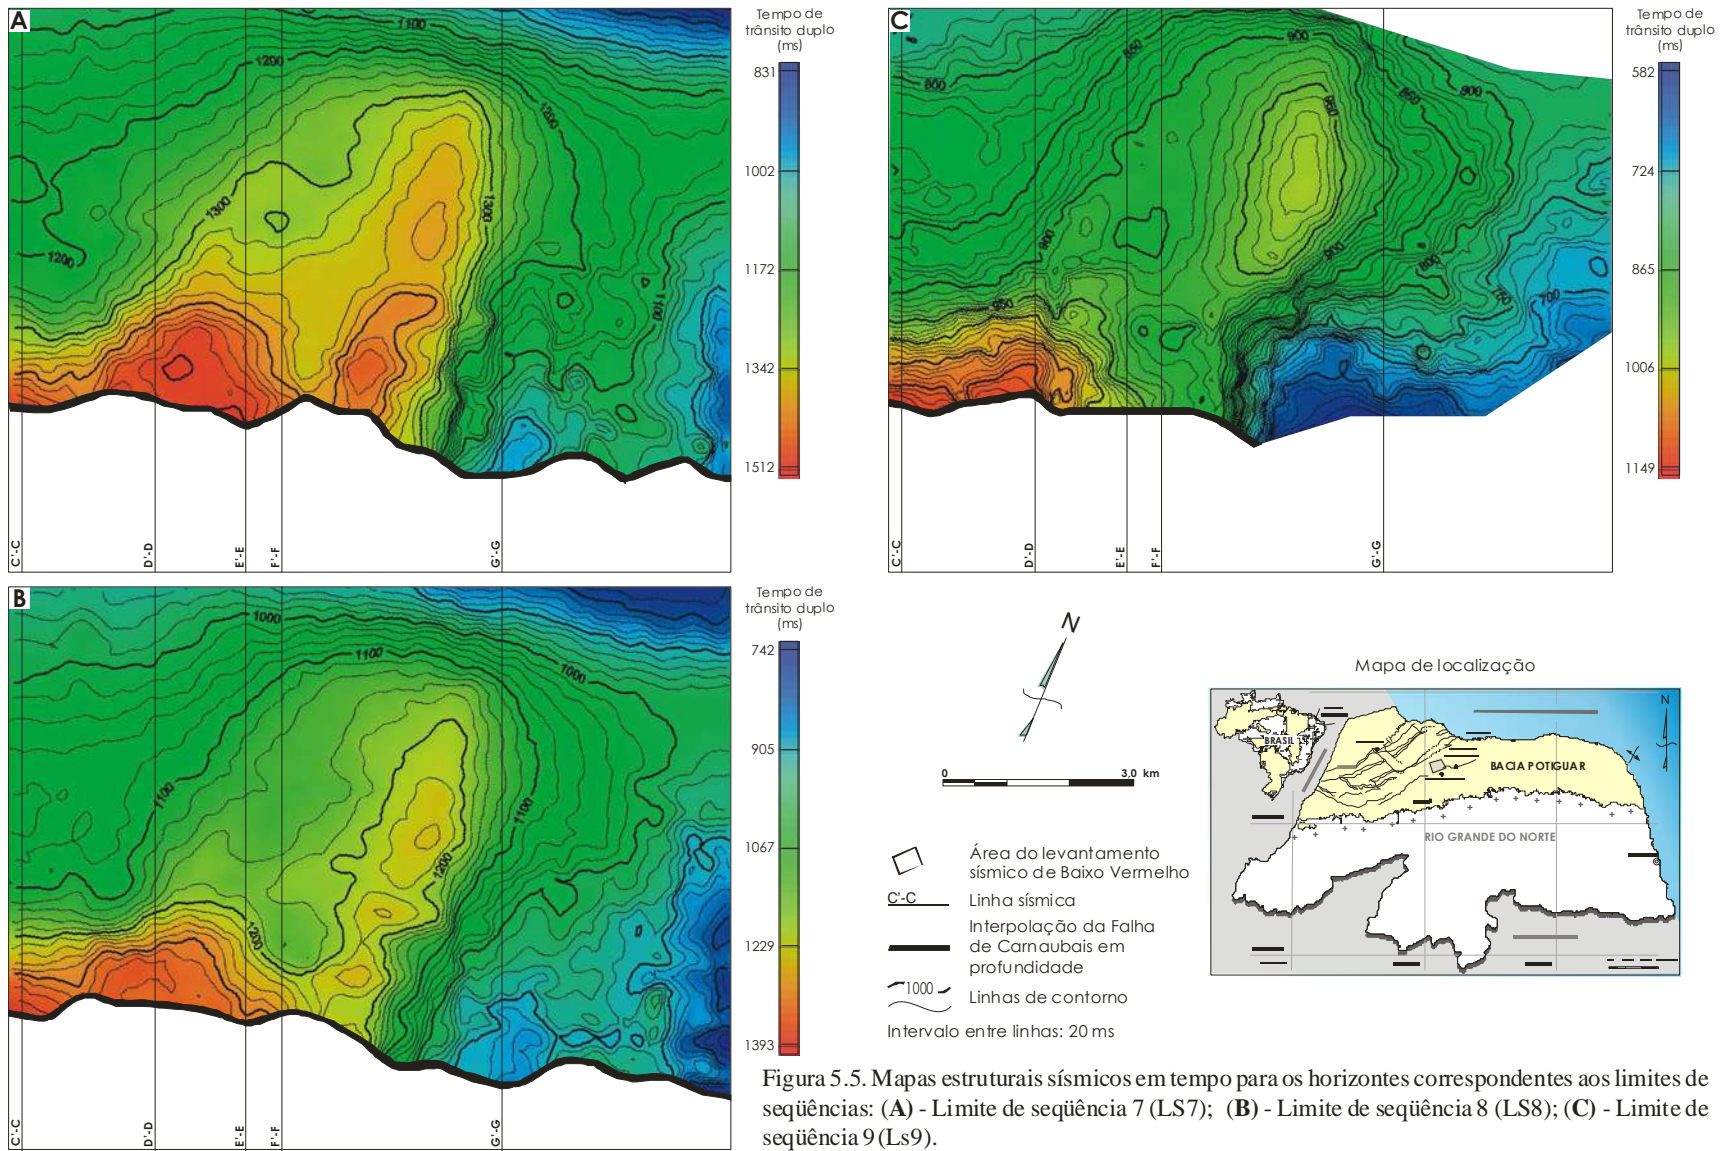 A
Tempo de
trânsito duplo
(ms)
831
1002
1172
1342
1512
1100
1200
1200
1300
1300
1200
1100
C'-C
D'-D
E'-E
F'-F
G'-G
C
Tempo de
trânsito duplo
(ms)
582
724
865
1006
1149
900
850
800
950
850
800
900
900
800
750
700
950
C'-C
D'-D
E'-E
F'-F
G'-G
B
Tempo de
trânsito duplo
(ms)
742
905
1067
1229
1393
1000
1100
1000
1100
1100
1200
1200
C'-C
D'-D
E'-E
F'-F
G'-G
N
0 3,0 km
Área do levantamento
sísmico de Baixo Vermelho
C'-C Linha sísmica
Interpolação da Falha
de Carnaubais em
profundidade
1000 Linhas de contorno
Intervalo entre linhas: 20 ms
Mapa de localização
BRASIL
N
BACIA POTIGUAR
RIO GRANDE DO NORTE
Figura 5.5. Mapas estruturais sísmicos em tempo para os horizontes correspondentes aos limites de
seqüências: (A) - Limite de seqüência 7 (LS7); (B) - Limite de seqüência 8 (LS8); (C) - Limite de
seqüência 9 (Ls9).